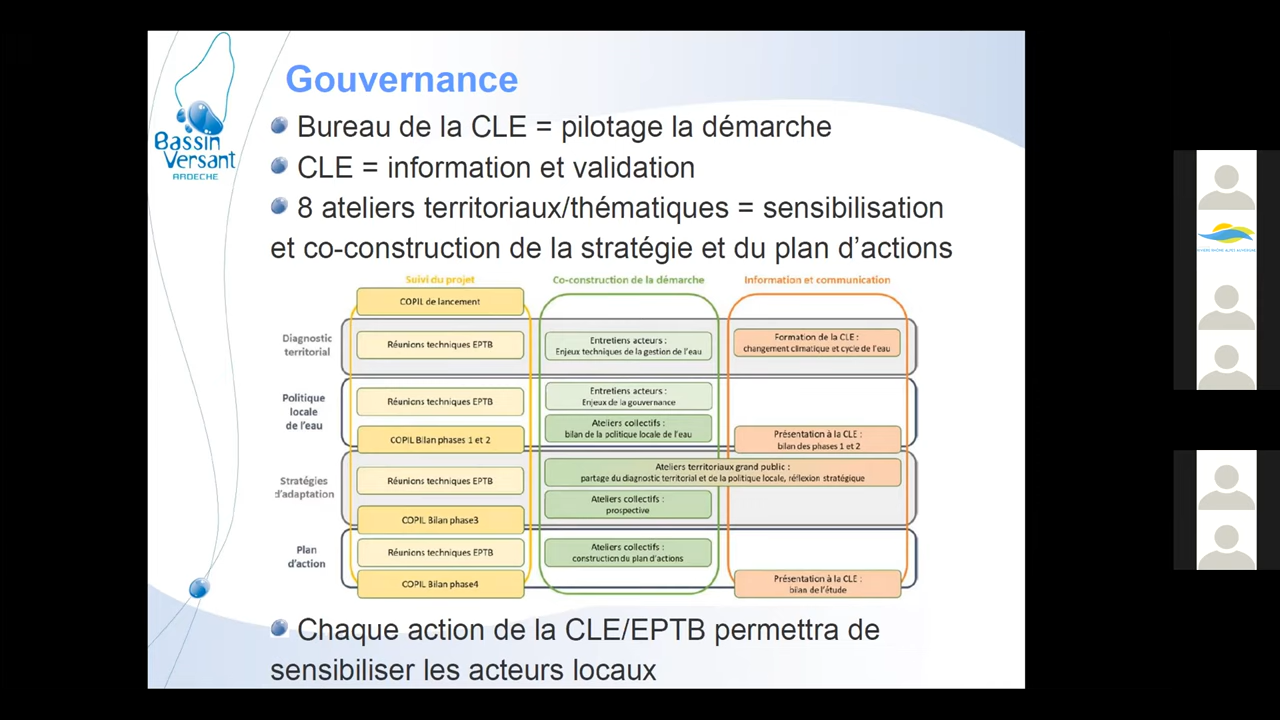 Gouvernance
Bassin
Versant
ARDECHE
Bureau de la CLE = pilotage la démarche
CLE = information et validation
8 ateliers territoriaux/thématiques = sensibilisation
et co-construction de la stratégie et du plan d'actions
Suivi du projet
Co-construction de la démarche
Information et communication
COPIL de lancement
Diagnostic
territorial
Réunions techniques EPTB
Entretiens acteurs :
Enjeux techniques de la gestion de l'eau
Formation de la CLE :
changement climatique et cycle de l'eau
Politique
locale
de l'eau
Réunions techniques EPTB
Entretiens acteurs :
Enjeux de la gouvernance
Ateliers collectifs :
bilan de la politique locale de l'eau
COPIL Bilan phases 1 et 2
Présentation à la CLE :
bilan des phases 1 et 2
Stratégies
d'adaptation
Réunions techniques EPTB
Ateliers territoriaux grand public :
partage du diagnostic territorial et de la politique locale, réflexion stratégique
Ateliers collectifs :
prospective
COPIL Bilan phase3
Plan
d'action
Réunions techniques EPTB
Ateliers collectifs :
construction du plan d'actions
COPIL Bilan phase4
Présentation à la CLE :
bilan de l'étude
Chaque action de la CLE/EPTB permettra de
sensibiliser les acteurs locaux